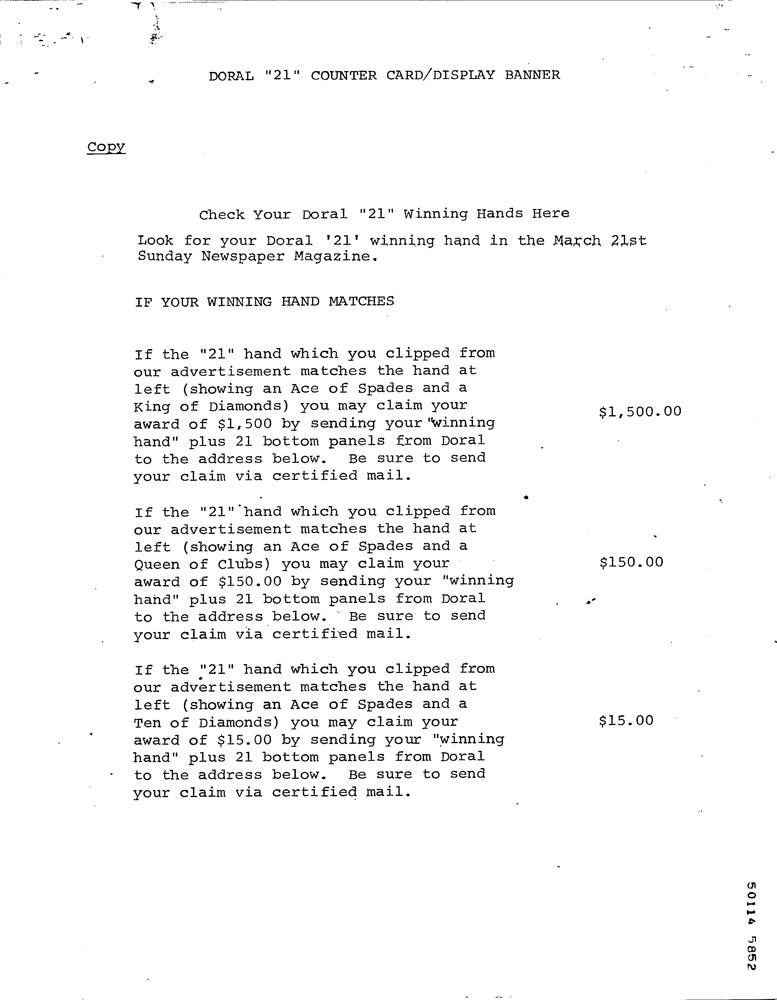 DORAL "21" COUNTER CARD/DISPLAY BANNER
Copy
Check Your Doral "21" Winning Hands Here
Look for your Doral '21' winning hand in the March 21st
Sunday Newspaper Magazine.
IF YOUR WINNING HAND MATCHES
If the "21" hand which you clipped from
our advertisement matches the hand at
left (showing an Ace of Spades and a
King of Diamonds) you may claim your
award of $1,500 by sending your "winning
hand" plus 21 bottom panels from Doral
to the address below. Be sure to send
your claim via certified mail.
$1,500.00
If the "21" hand which you clipped from
our advertisement matches the hand at
left (showing an Ace of Spades and a
Queen of Clubs) you may claim your
award of $150.00 by sending your "winning
hand" plus 21 bottom panels from Doral
to the address below. Be sure to send
your claim via certified mail.
$150.00
If the "21" hand which you clipped from
our advertisement matches the hand at
left (showing an Ace of Spades and a
Ten of Diamonds) you may claim your
award of $15.00 by sending your "winning
hand" plus 21 bottom panels from Doral
to the address below. Be sure to send
your claim via certified mail.
$15.00
50114 5852